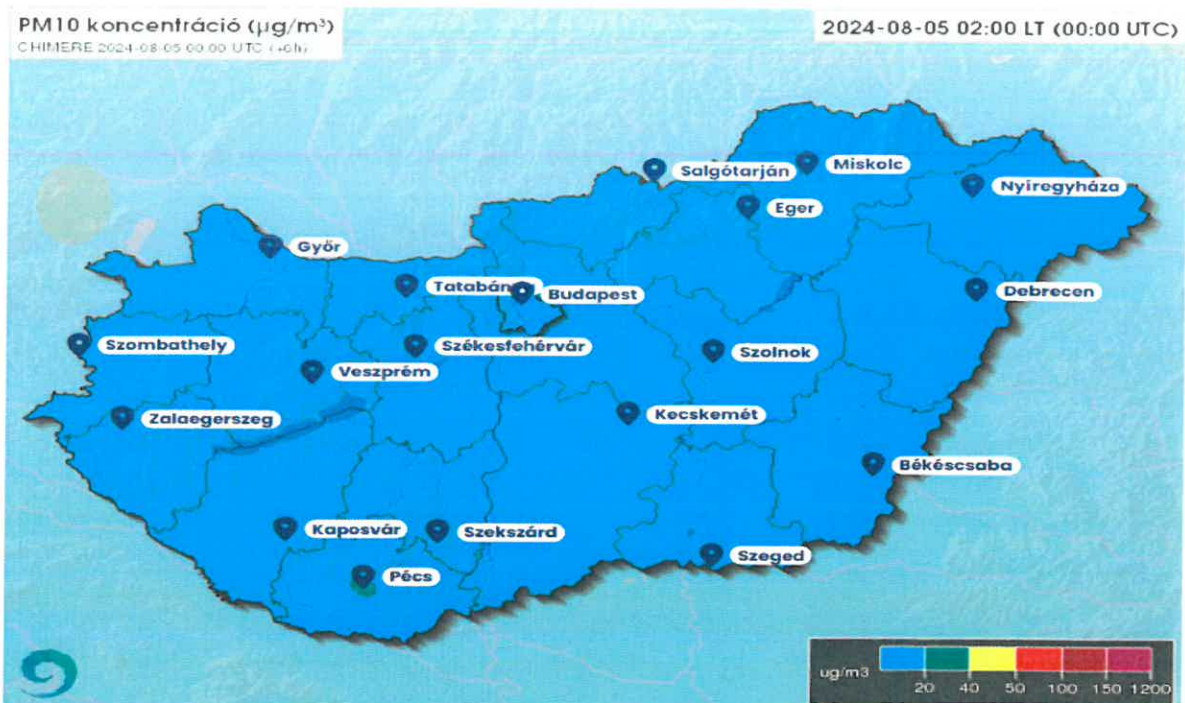 PM10 koncentráció (µg/m³)
CHIMERE 2024-08-05 00:00 UTC (+0h)
2024-08-05 02:00 LT (00:00 UTC)
Salgótarján
Miskolc
Nyíregyháza
Eger
Győr
Tatabán
Budapest
Debrecen
Szombathely
Székesfehérvár
Szolnok
Veszprém
Zalaegerszeg
Kecskemét
Békéscsaba
Kaposvár
Szekszárd
Szeged
Pécs
ug/m3
20 40 50 100 150 1200